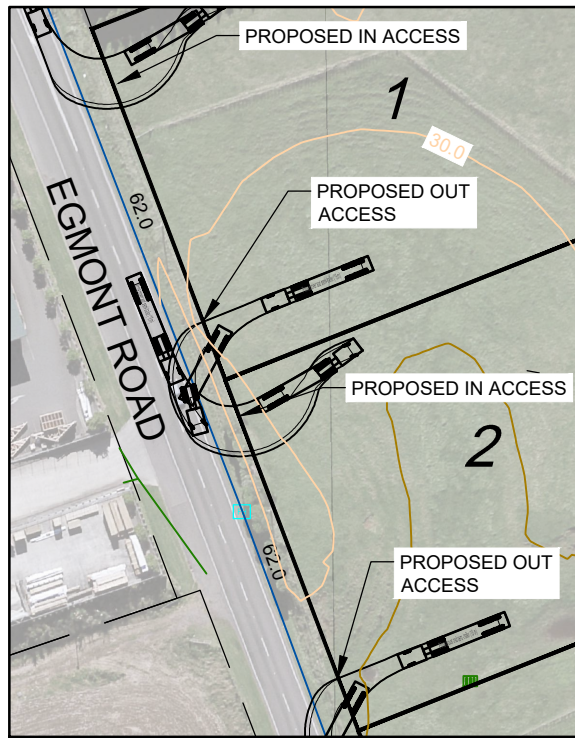 PROPOSED IN ACCESS
1
30.0
62.0
PROPOSED OUT
ACCESS
EGMONT ROAD
PROPOSED IN ACCESS
2
62.0
PROPOSED OUT
ACCESS